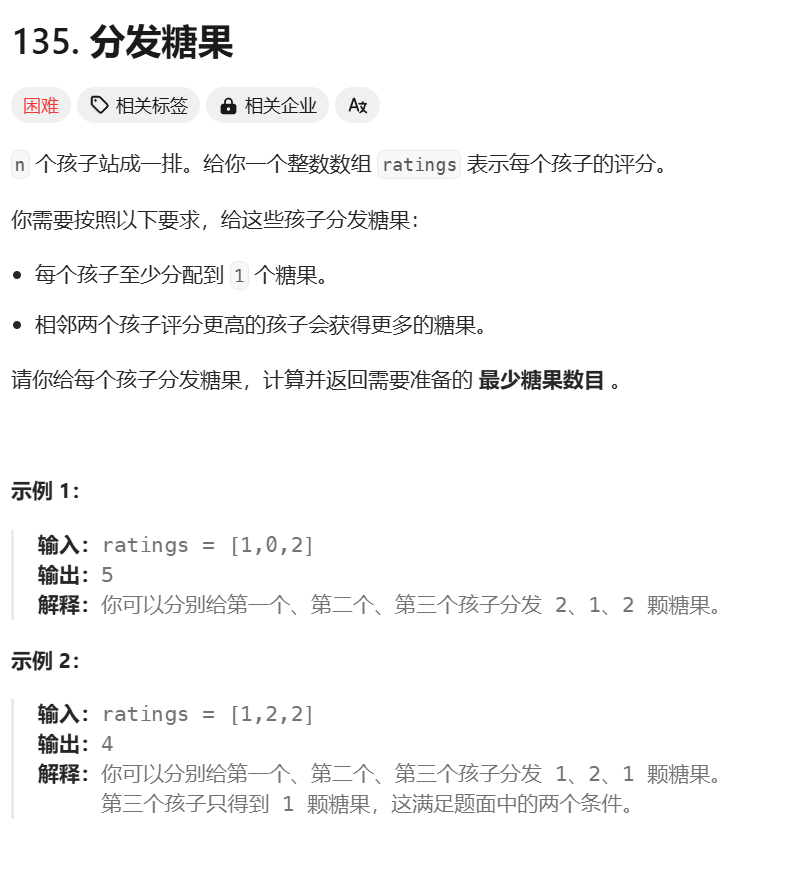 135. 分发糖果
困难 相关标签 相关企业 A文
n 个孩子站成一排。给你一个整数数组 ratings 表示每个孩子的评分。
你需要按照以下要求，给这些孩子分发糖果：
• 每个孩子至少分配到 1 个糖果。
• 相邻两个孩子评分更高的孩子会获得更多的糖果。
请你给每个孩子分发糖果，计算并返回需要准备的 最少糖果数目 。
示例 1：
输入：ratings = [1,0,2]
输出：5
解释：你可以分别给第一个、第二个、第三个孩子分发 2、1、2 颗糖果。
示例 2：
输入：ratings = [1,2,2]
输出：4
解释：你可以分别给第一个、第二个、第三个孩子分发 1、2、1 颗糖果。
第三个孩子只得到 1 颗糖果，这满足题面中的两个条件。